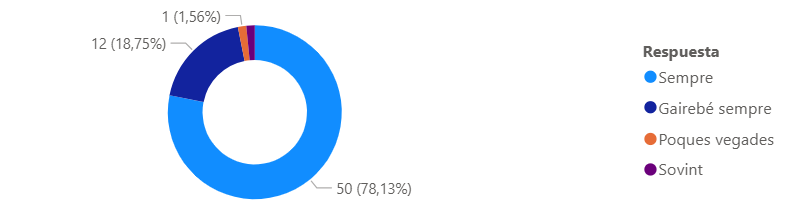 1 (1,56%)
12 (18,75%)
50 (78,13%)
Respuesta
Sempre
Gairebé sempre
Poques vegades
Sovint